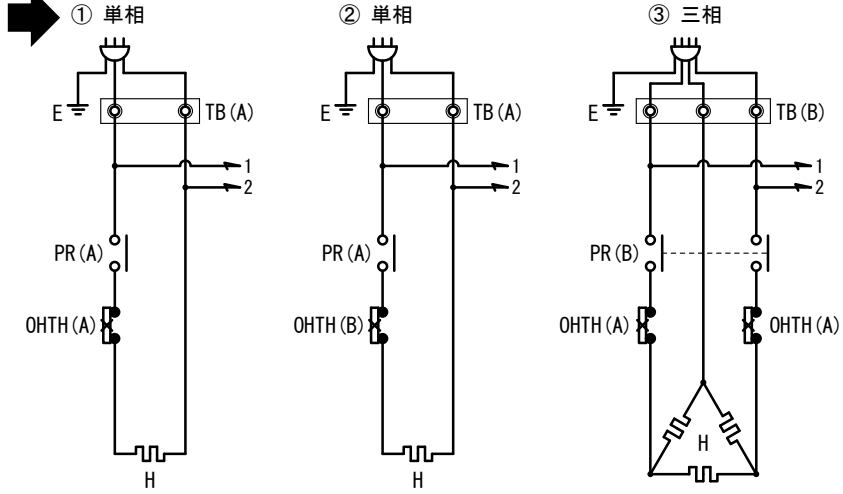 ① 単相
② 単相
③ 三相
E
TB(A)
E
TB(A)
E
TB(B)
1
1
1
2
2
2
PR(A)
PR(A)
PR(B)
OHTH(A)
OHTH(B)
OHTH(A)
OHTH(A)
H
H
H